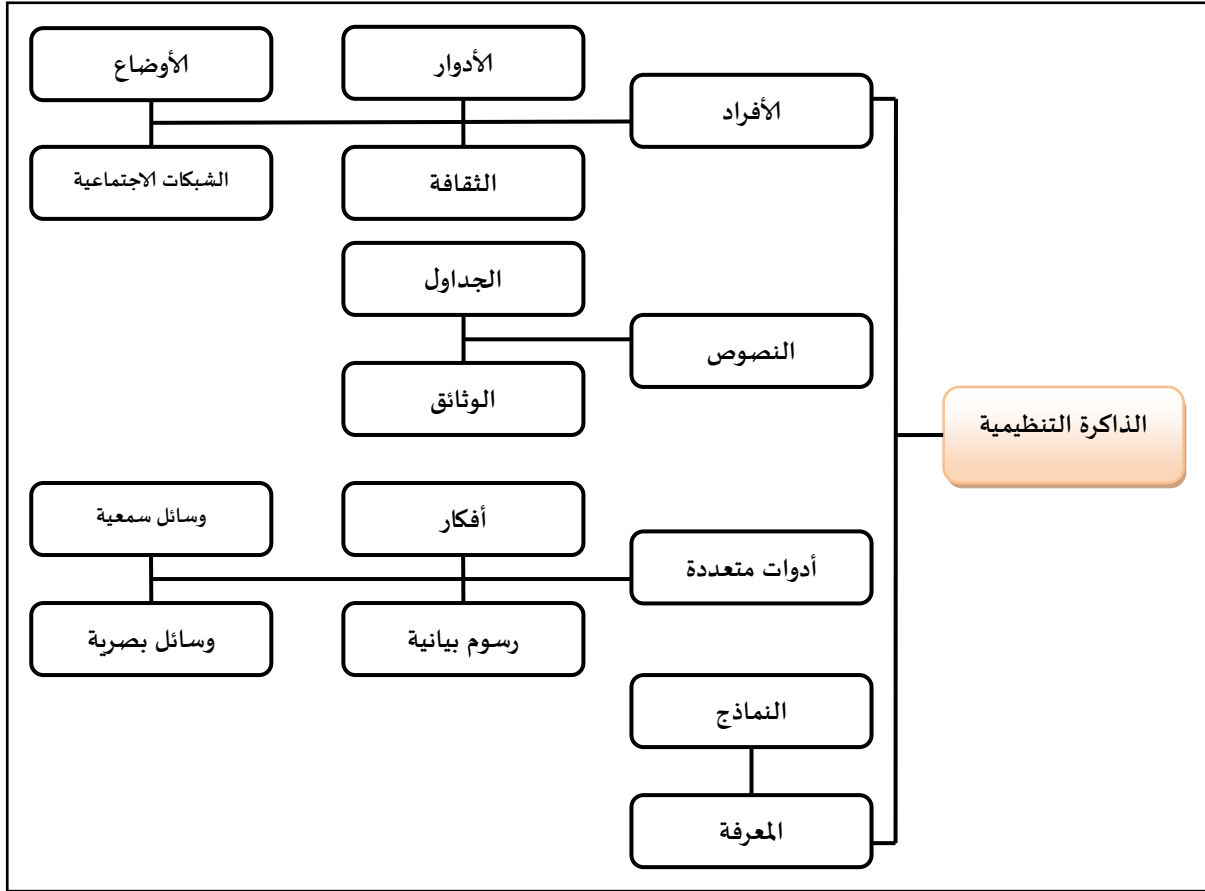 الأدوار
الأوضاع
الأفراد
الثقافة
الشبكات الاجتماعية
الجداول
النصوص
الوثائق
الذاكرة التنظيمية
أفكار
وسائل سمعية
أدوات متعددة
رسوم بيانية
وسائل بصرية
النماذج
المعرفة